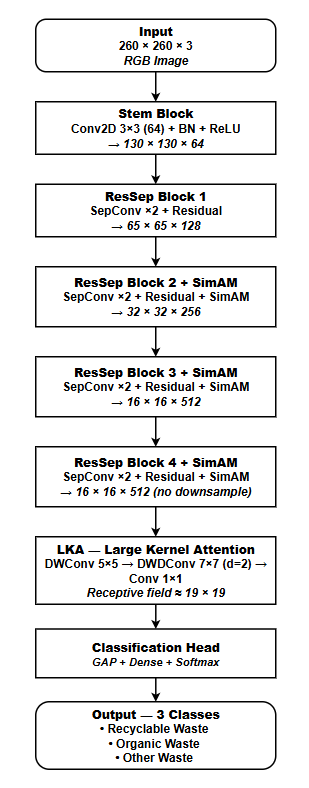 Input
260 × 260 × 3
RGB Image
Stem Block
Conv2D 3×3 (64) + BN + ReLU
→ 130 × 130 × 64
ResSep Block 1
SepConv ×2 + Residual
→ 65 × 65 × 128
ResSep Block 2 + SimAM
SepConv ×2 + Residual + SimAM
→ 32 × 32 × 256
ResSep Block 3 + SimAM
SepConv ×2 + Residual + SimAM
→ 16 × 16 × 512
ResSep Block 4 + SimAM
SepConv ×2 + Residual + SimAM
→ 16 × 16 × 512 (no downsample)
LKA — Large Kernel Attention
DWConv 5×5 → DWDConv 7×7 (d=2) →
Conv 1×1
Receptive field ≈ 19 × 19
Classification Head
GAP + Dense + Softmax
Output — 3 Classes
• Recyclable Waste
• Organic Waste
• Other Waste